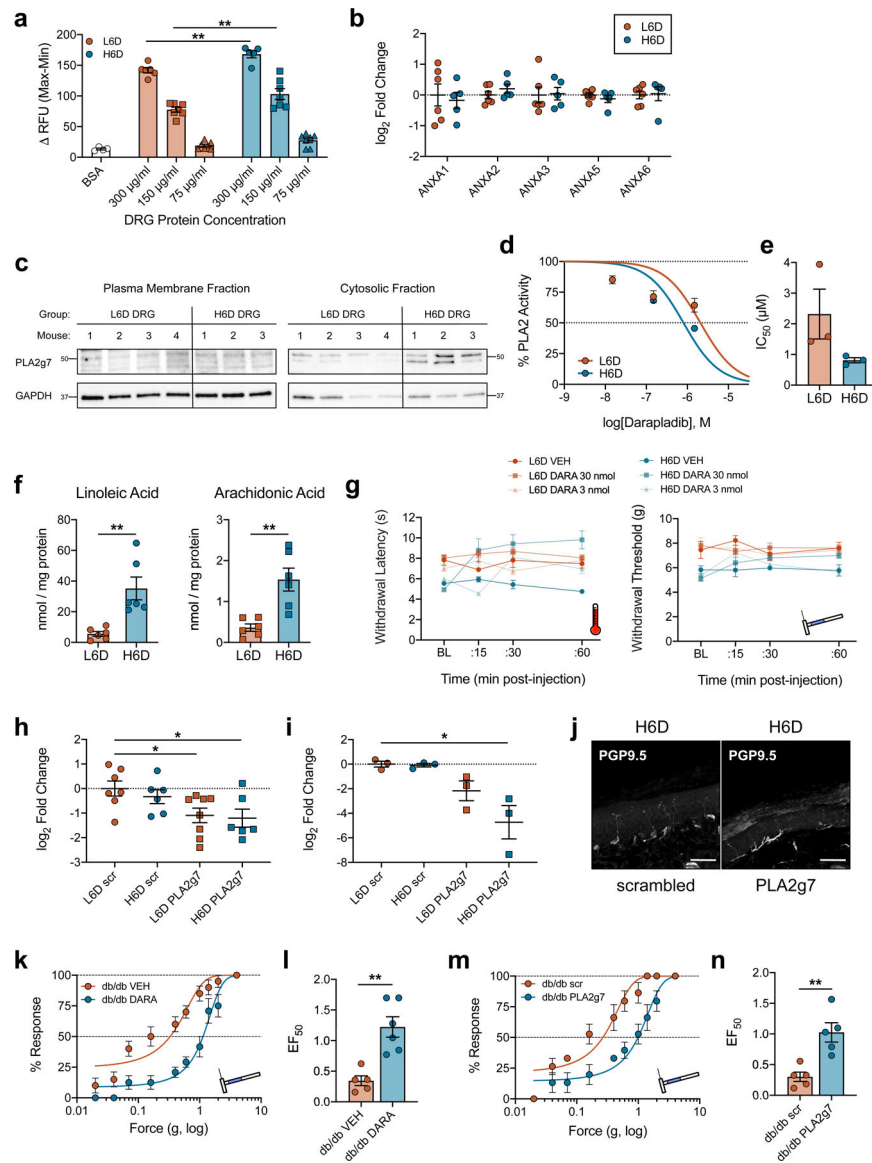 a
L6D
H6D
**
**
Δ RFU (Max-Min)
200
150
100
50
0
BSA
300 µg/ml
150 µg/ml
75 µg/ml
300 µg/ml
150 µg/ml
75 µg/ml
DRG Protein Concentration
b
L6D
H6D
log2 Fold Change
2
1
0
-1
-2
ANXA1
ANXA2
ANXA3
ANXA5
ANXA6
c
Plasma Membrane Fraction
Cytosolic Fraction
Group: L6D DRG H6D DRG L6D DRG H6D DRG
Mouse: 1 2 3 4 1 2 3 1 2 3 4 1 2 3
PLA2g7 50 50
GAPDH 37 37
d
% PLA2 Activity
100
75
50
25
0
L6D
H6D
-9 -8 -7 -6 -5
log[Darapladib], M
e
IC50 (µM)
5
4
3
2
1
0
L6D
H6D
f
Linoleic Acid
**
nmol / mg protein
80
60
40
20
0
L6D
H6D
Arachidonic Acid
**
nmol / mg protein
3
2
1
0
L6D
H6D
g
L6D VEH
L6D DARA 30 nmol
L6D DARA 3 nmol
H6D VEH
H6D DARA 30 nmol
H6D DARA 3 nmol
Withdrawal Latency (s)
12
10
8
6
4
2
0
BL :15 :30 :60
Time (min post-injection)
Withdrawal Threshold (g)
12
10
8
6
4
2
0
BL :15 :30 :60
Time (min post-injection)
h
*
*
log2 Fold Change
2
1
0
-1
-2
-3
L6D scr
H6D scr
L6D PLA2g7
H6D PLA2g7
i
*
log2 Fold Change
2
0
-2
-4
-6
-8
L6D scr
H6D scr
L6D PLA2g7
H6D PLA2g7
j
H6D
H6D
PGP9.5
PGP9.5
scrambled
PLA2g7
k
db/db VEH
db/db DARA
% Response
100
75
50
25
0
0.01 0.1 1 10
Force (g, log)
l
**
EF50
2.0
1.5
1.0
0.5
0.0
db/db VEH
db/db DARA
m
db/db scr
db/db PLA2g7
% Response
100
75
50
25
0
0.01 0.1 1 10
Force (g, log)
n
**
EF50
2.0
1.5
1.0
0.5
0.0
db/db scr
db/db PLA2g7